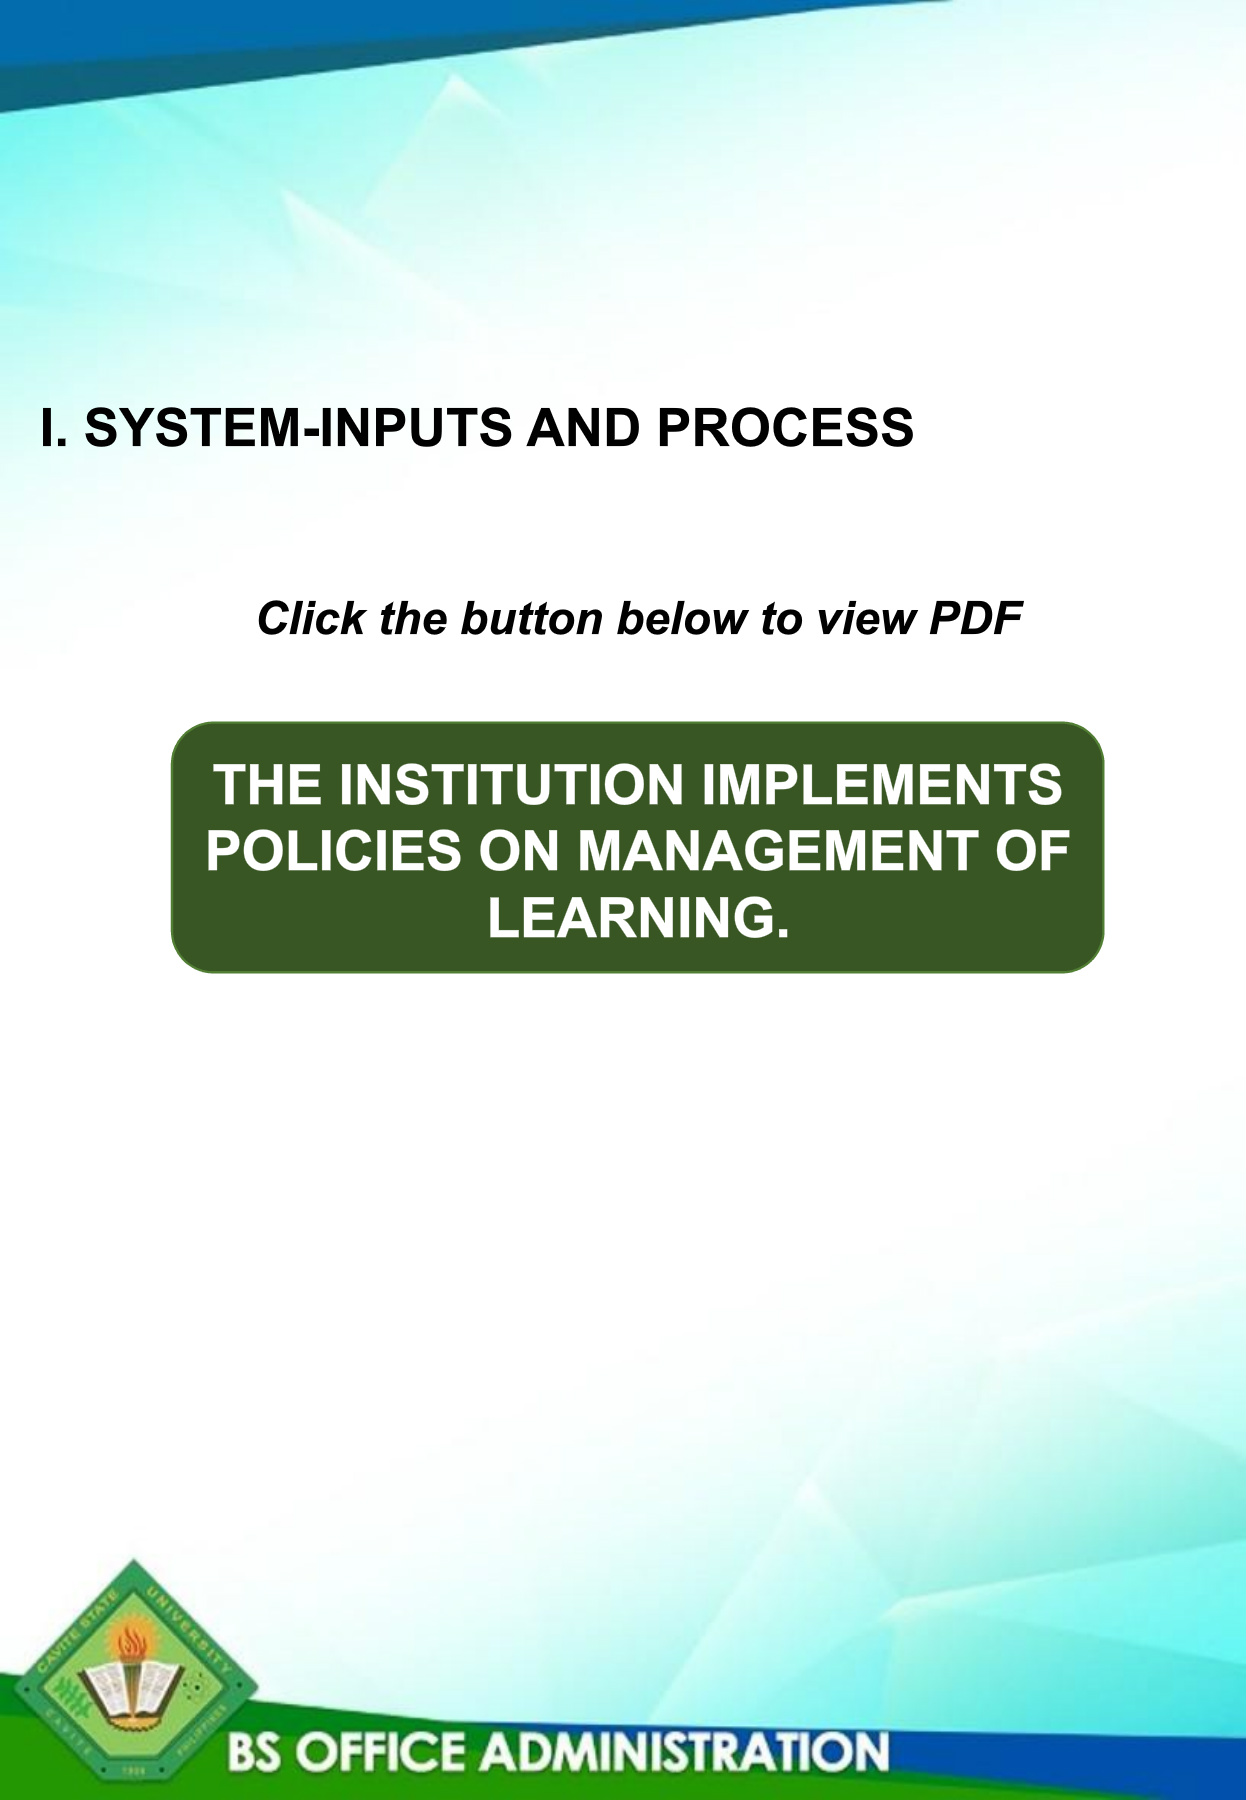 I. SYSTEM-INPUTS AND PROCESS
Click the button below to view PDF
THE INSTITUTION IMPLEMENTS
POLICIES ON MANAGEMENT OF
LEARNING.
CAVITE STATE UNIVERSITY
CAVITE PHILIPPINES
1906
BS OFFICE ADMINISTRATION